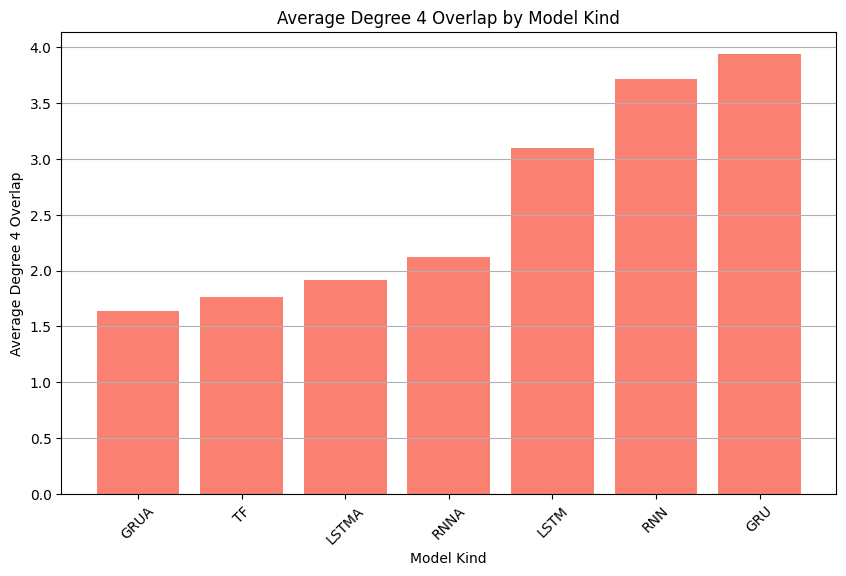 Average Degree 4 Overlap by Model Kind
Average Degree 4 Overlap
4.0
3.5
3.0
2.5
2.0
1.5
1.0
0.5
0.0
GRUA TF LSTMA RNNA LSTM RNN GRU
Model Kind